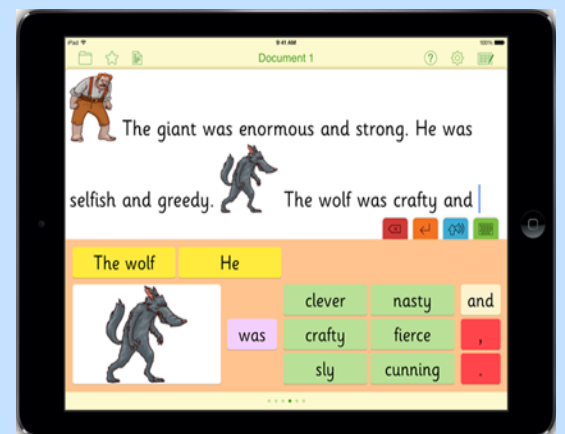 iPad
9:41 AM
100%
Document 1
?
The giant was enormous and strong. He was
selfish and greedy. The wolf was crafty and
The wolf He
clever nasty and
was crafty fierce ,
sly cunning .